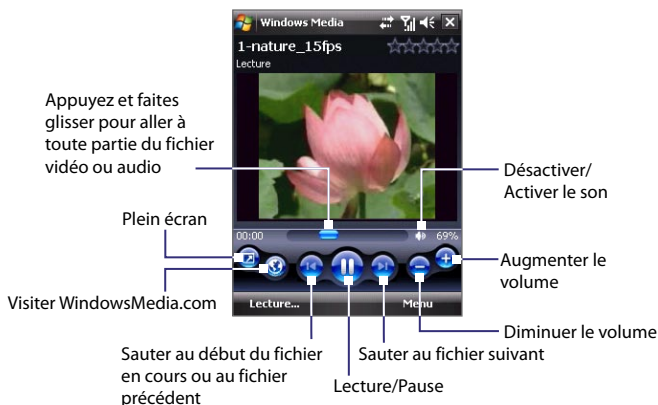 Windows Media
1-nature_15fps
Lecture
00:00
69%
Lecture...
Menu
Appuyez et faites
glisser pour aller à
toute partie du fichier
vidéo ou audio
Plein écran
Visiter WindowsMedia.com
Sauter au début du fichier
en cours ou au fichier
précédent
Lecture/Pause
Sauter au fichier suivant
Diminuer le volume
Augmenter le
volume
Désactiver/
Activer le son